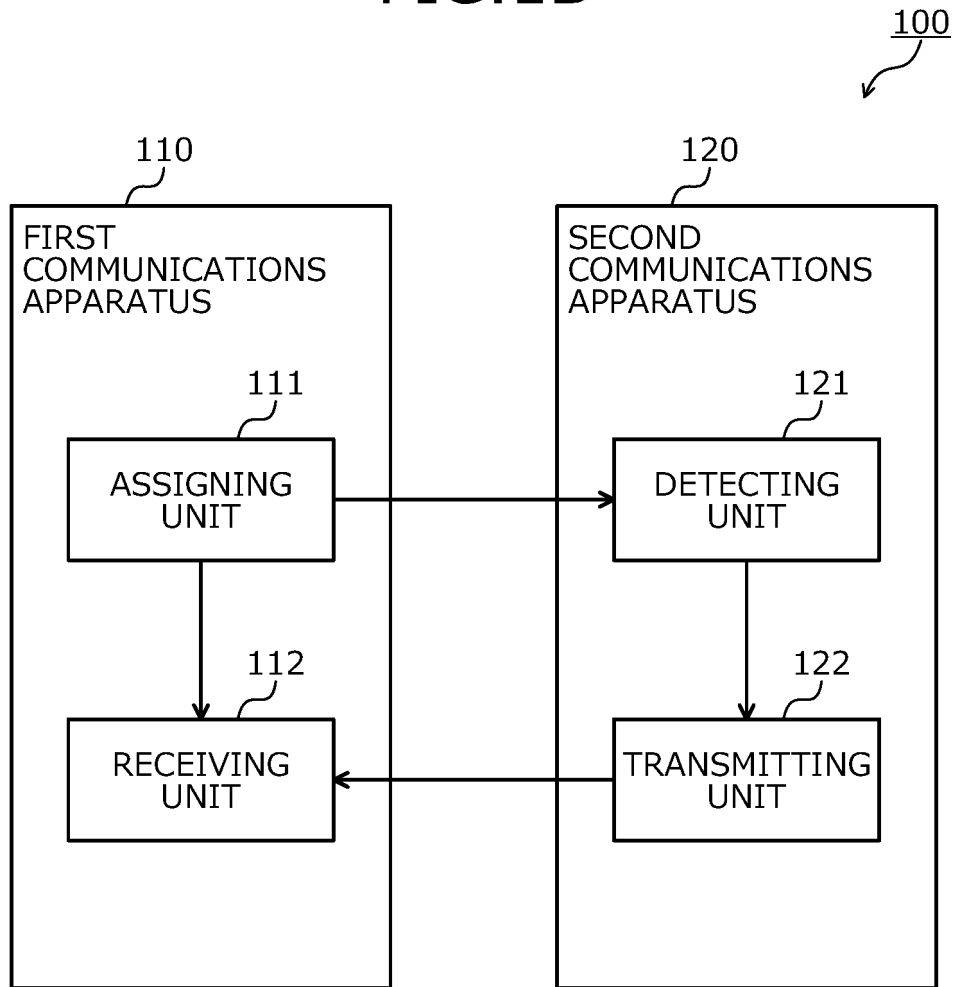 100
110
120
FIRST
COMMUNICATIONS
APPARATUS
SECOND
COMMUNICATIONS
APPARATUS
111
121
ASSIGNING
UNIT
DETECTING
UNIT
112
122
RECEIVING
UNIT
TRANSMITTING
UNIT